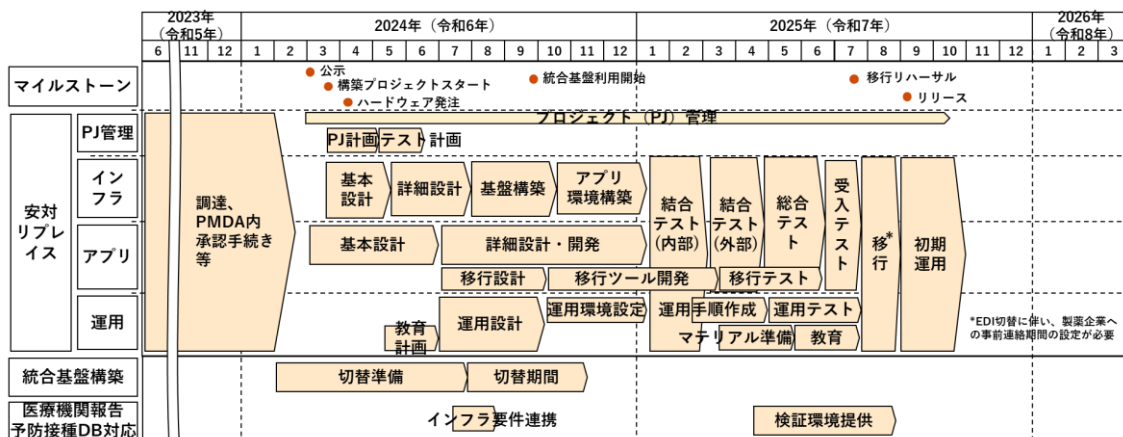 2023年
（令和5年）
2024年（令和6年）
2025年（令和7年）
2026年
（令和8年）
6 11 12 1 2 3 4 5 6 7 8 9 10 11 12 1 2 3 4 5 6 7 8 9 10 11 12 1 2 3
マイルストーン
公示
構築プロジェクトスタート
ハードウェア発注
統合基盤利用開始
移行リハーサル
リリース
安対
リプレイス
PJ管理
プロジェクト（PJ）管理
PJ計画
テスト計画
調達、
PMDA内
承認手続き
等
インフラ
基本
設計
詳細設計
基盤構築
アプリ
環境構築
結合
テスト
(内部)
結合
テスト
(外部)
総合
テスト
受入テスト
移行*
初期
運用
アプリ
基本設計
詳細設計・開発
移行設計
移行ツール開発
移行テスト
運用
教育
計画
運用設計
運用環境設定
運用手順作成
運用テスト
マテリアル準備
教育
*EDI切替に伴い、製薬企業へ
の事前連絡期間の設定が必要
統合基盤構築
切替準備
切替期間
医療機関報告
予防接種DB対応
インフラ要件連携
検証環境提供